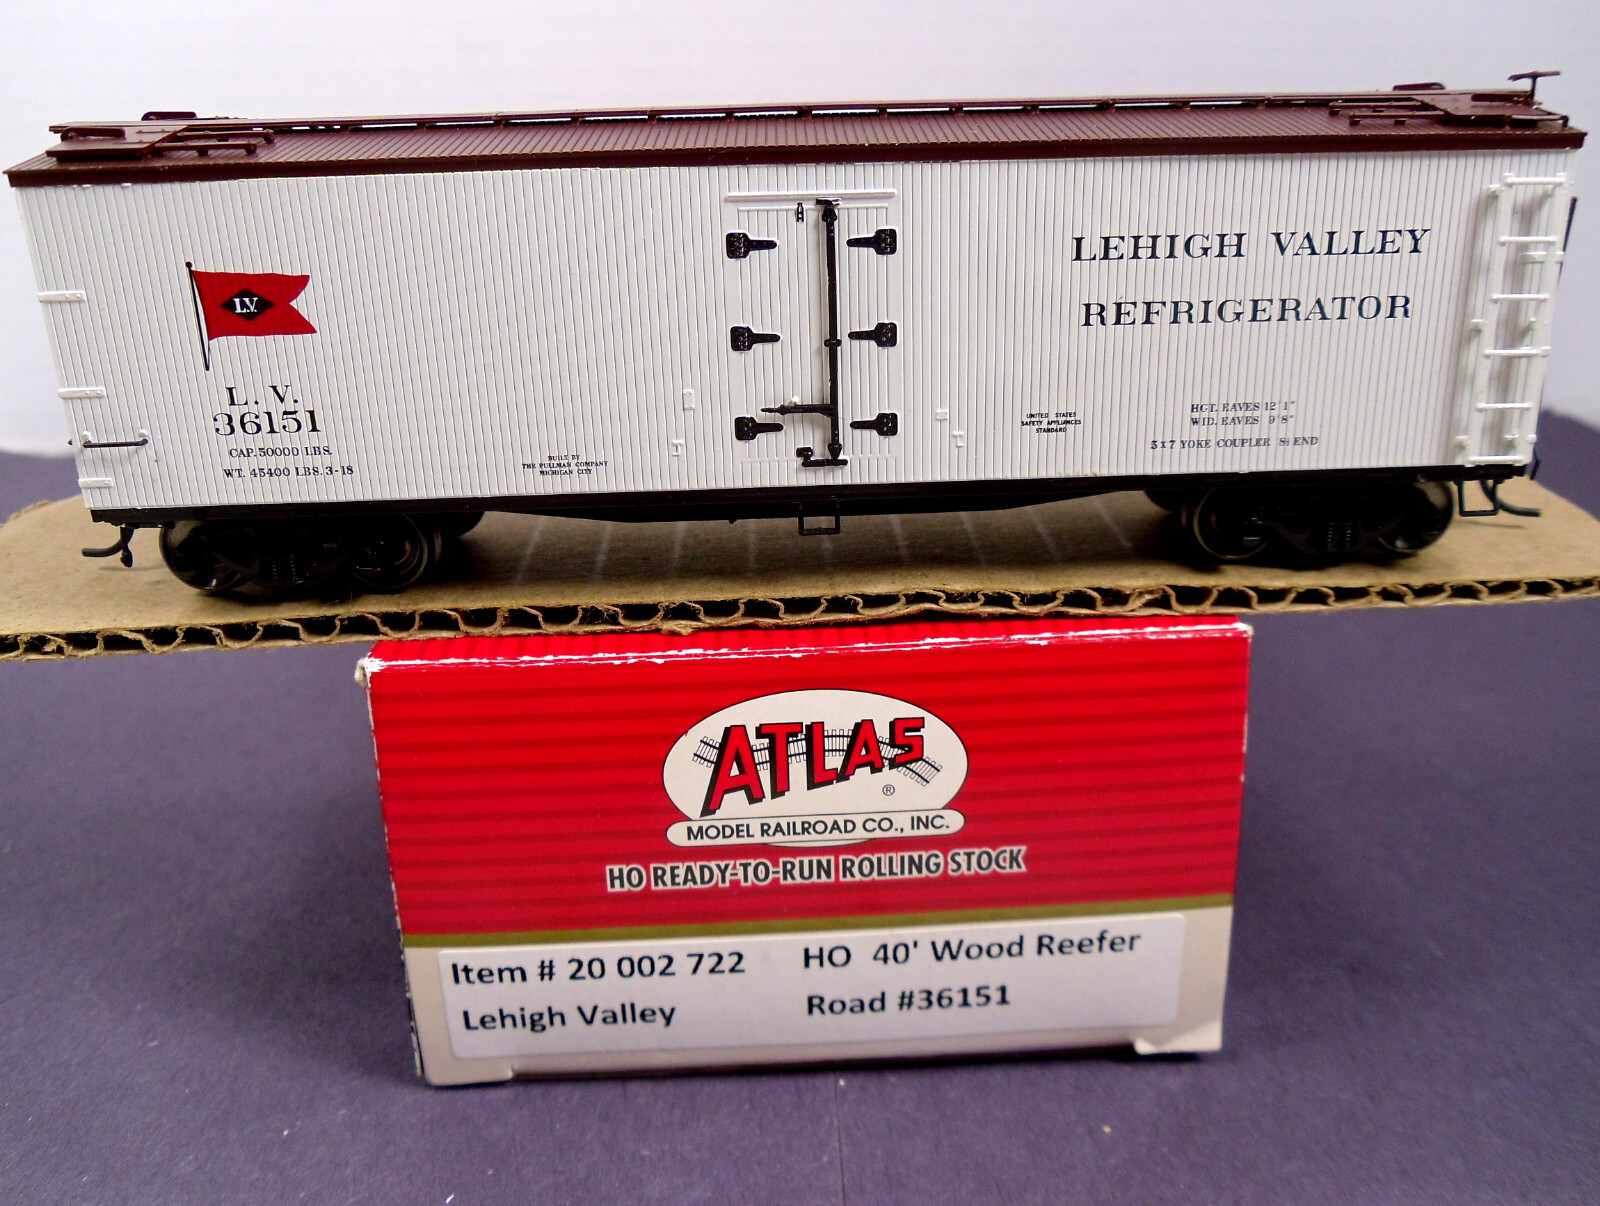 L.V.
L. V.
36151
CAP. 50000 LBS.
WT. 45400 LBS. 3-18
BUILT BY
THE PULLMAN COMPANY
MICHIGAN CITY
LEHIGH VALLEY
REFRIGERATOR
UNITED STATES
SAFETY APPLIANCES
STANDARD
HGT. EAVES 12' 1"
WID. EAVES 9' 8"
5 x 7 YOKE COUPLER END
ATLAS
®
MODEL RAILROAD CO., INC.
HO READY-TO-RUN ROLLING STOCK
Item # 20 002 722 HO 40' Wood Reefer
Lehigh Valley Road #36151